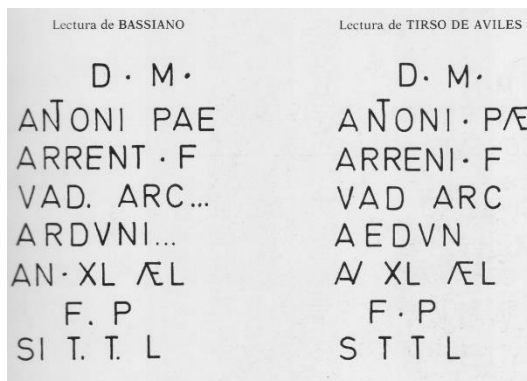 Lectura de BASSIANO
D · M ·
ANTONI PAE
ARRENT · F
VAD. ARC...
ARDVNI...
AN · XL ÆL
F. P
SI T. T. L
Lectura de TIRSO DE AVILES
D · M ·
ANTONI · PÆ
ARRENI · F
VAD ARC
AEDVN
AV XL ÆL
F · P
S T T L